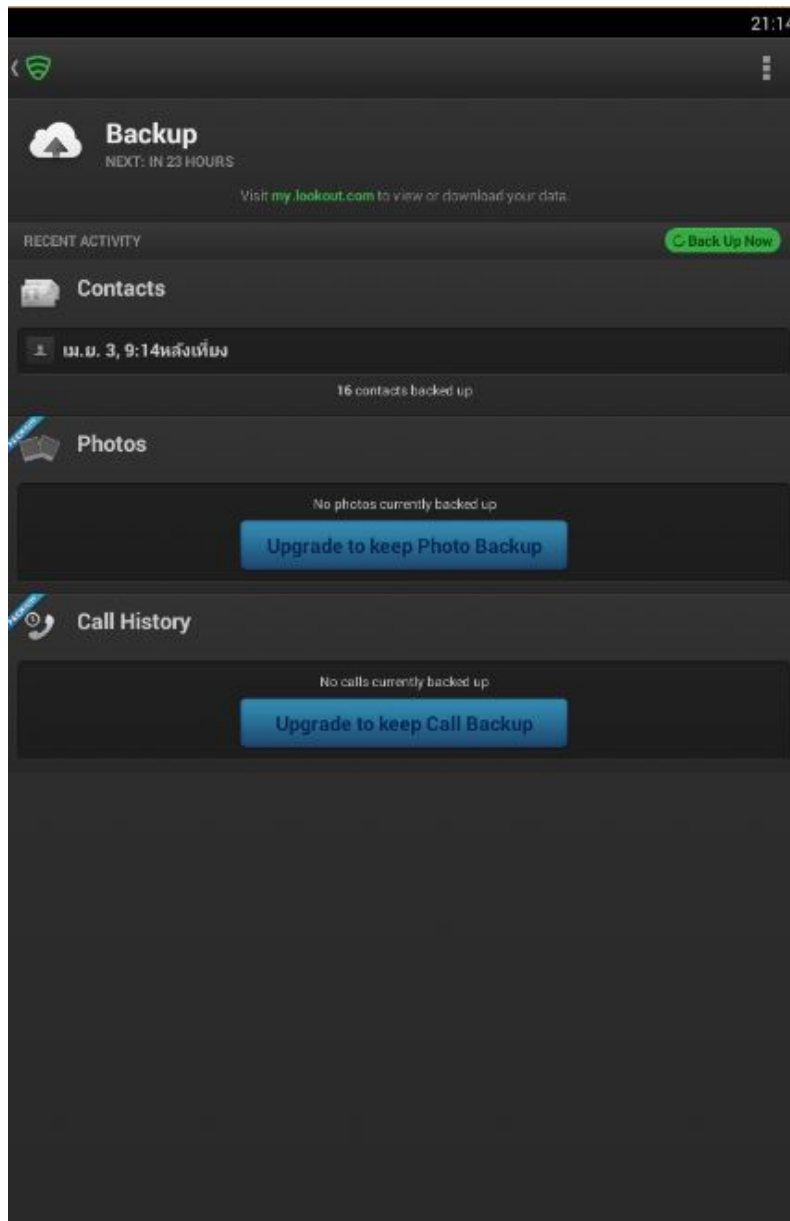 21:14
Backup
NEXT: IN 23 HOURS
Visit my.lookout.com to view or download your data.
RECENT ACTIVITY
Back Up Now
Contacts
เม.ย. 3, 9:14หลังเที่ยง
16 contacts backed up
PREMIUM
Photos
No photos currently backed up
Upgrade to keep Photo Backup
PREMIUM
Call History
No calls currently backed up
Upgrade to keep Call Backup